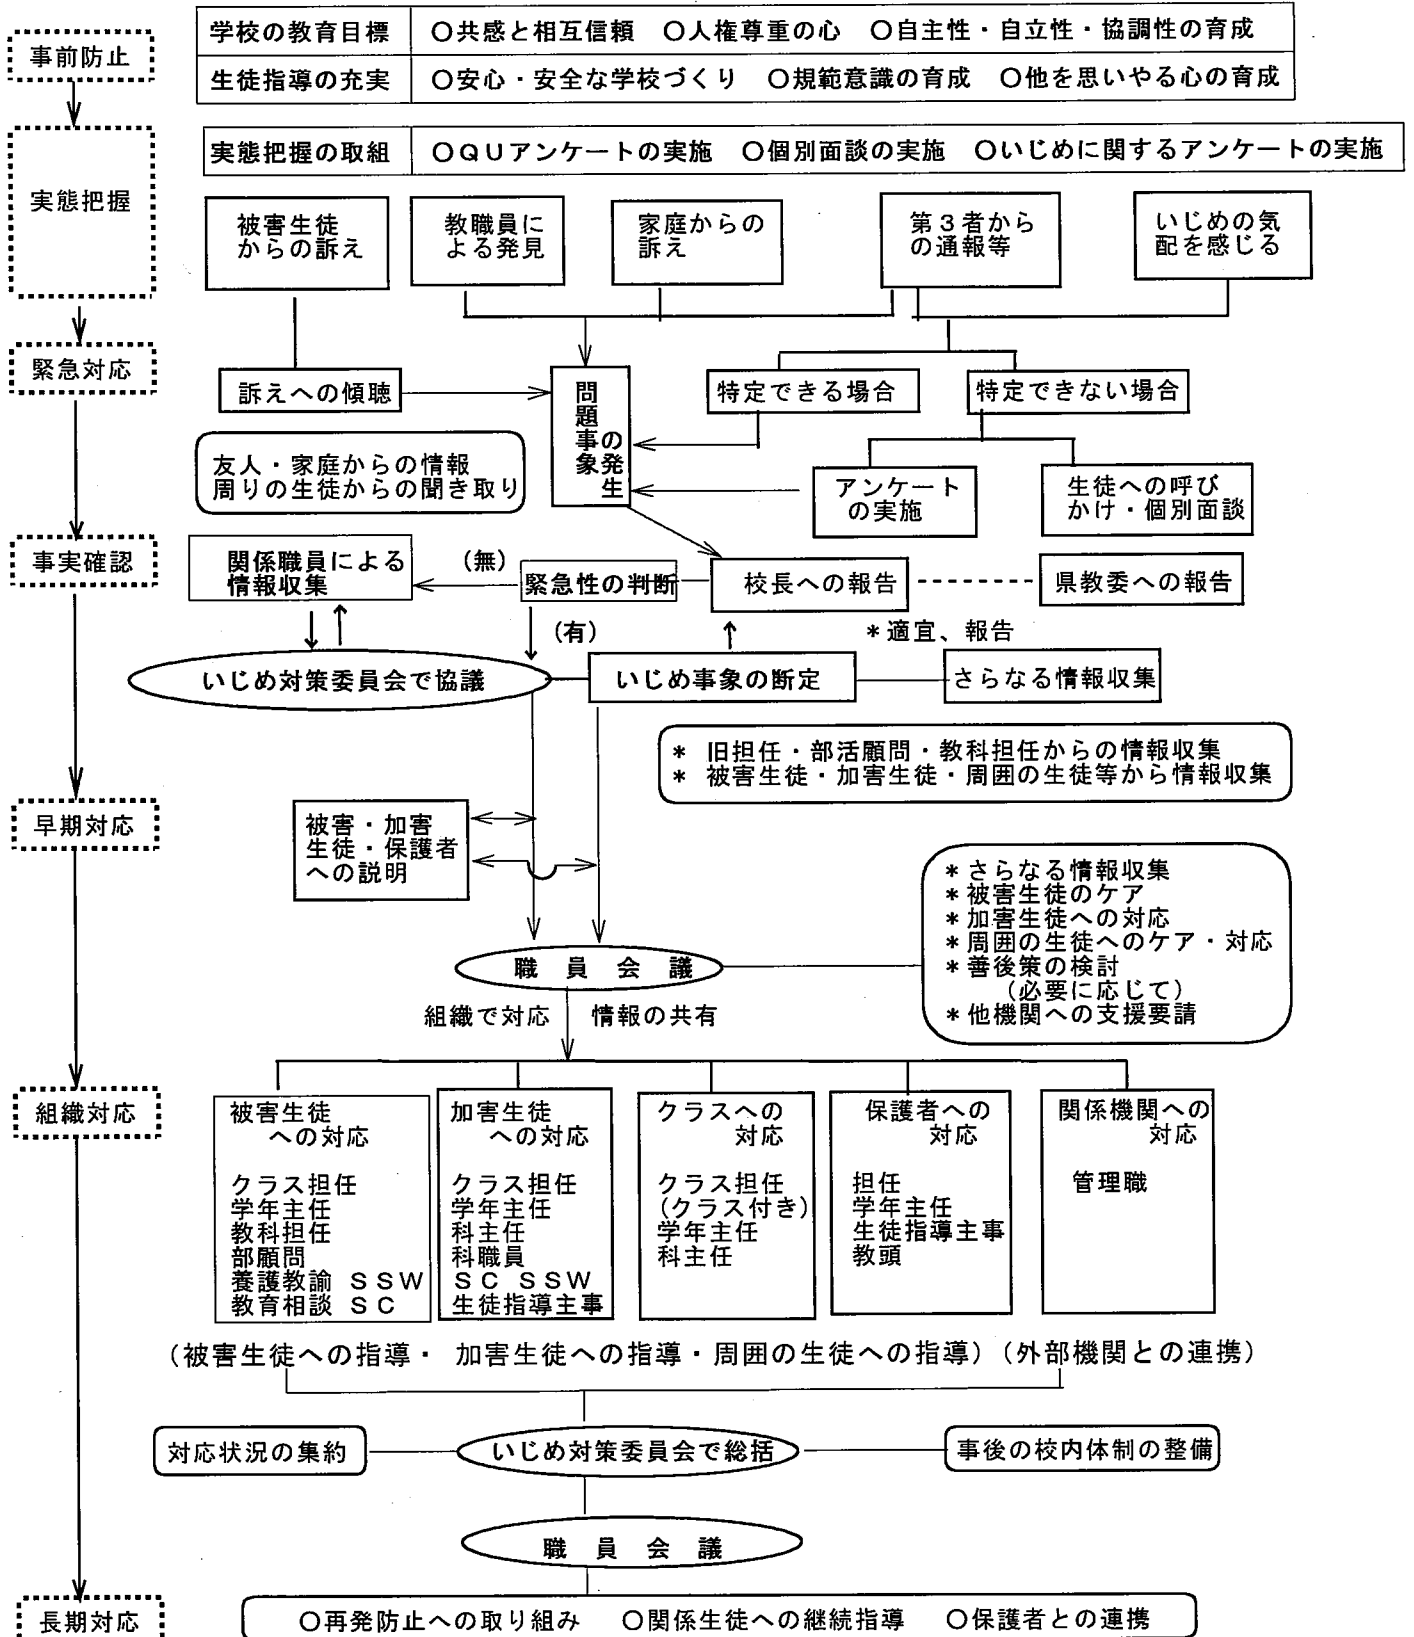 事前防止
学校の教育目標 ○共感と相互信頼 ○人権尊重の心 ○自主性・自立性・協調性の育成
生徒指導の充実 ○安心・安全な学校づくり ○規範意識の育成 ○他を思いやる心の育成
実態把握
実態把握の取組 ○QUアンケートの実施 ○個別面談の実施 ○いじめに関するアンケートの実施
被害生徒
からの訴え
教職員に
よる発見
家庭からの
訴え
第3者から
の通報等
いじめの気
配を感じる
緊急対応
訴えへの傾聴
問題事象
の発生
特定できる場合
特定できない場合
友人・家庭からの情報
周りの生徒からの聞き取り
アンケート
の実施
生徒への呼び
かけ・個別面談
事実確認
関係職員による
情報収集
(無)
緊急性の判断
校長への報告
県教委への報告
(有)
*適宜、報告
いじめ対策委員会で協議
いじめ事象の断定
さらなる情報収集
* 旧担任・部活顧問・教科担任からの情報収集
* 被害生徒・加害生徒・周囲の生徒等から情報収集
早期対応
被害・加害
生徒・保護者
への説明
*さらなる情報収集
*被害生徒のケア
*加害生徒への対応
*周囲の生徒へのケア・対応
*善後策の検討
(必要に応じて)
*他機関への支援要請
職員会議
組織で対応 情報の共有
組織対応
被害生徒
への対応
クラス担任
学年主任
教科担任
部顧問
養護教諭 SSW
教育相談 SC
加害生徒
への対応
クラス担任
学年主任
科主任
科職員
SC SSW
生徒指導主事
クラスへの
対応
クラス担任
(クラス付き)
学年主任
科主任
保護者への
対応
担任
学年主任
生徒指導主事
教頭
関係機関への
対応
管理職
(被害生徒への指導・ 加害生徒への指導・周囲の生徒への指導)(外部機関との連携)
対応状況の集約
いじめ対策委員会で総括
事後の校内体制の整備
職員会議
長期対応
○再発防止への取り組み ○関係生徒への継続指導 ○保護者との連携